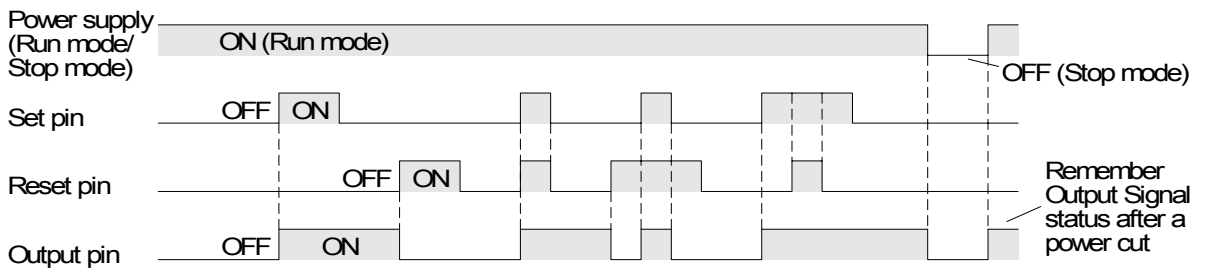 Power supply
(Run mode/
Stop mode)
ON (Run mode)
OFF (Stop mode)
Set pin
OFF
ON
Reset pin
OFF
ON
Remember
Output Signal
status after a
power cut
Output pin
OFF
ON